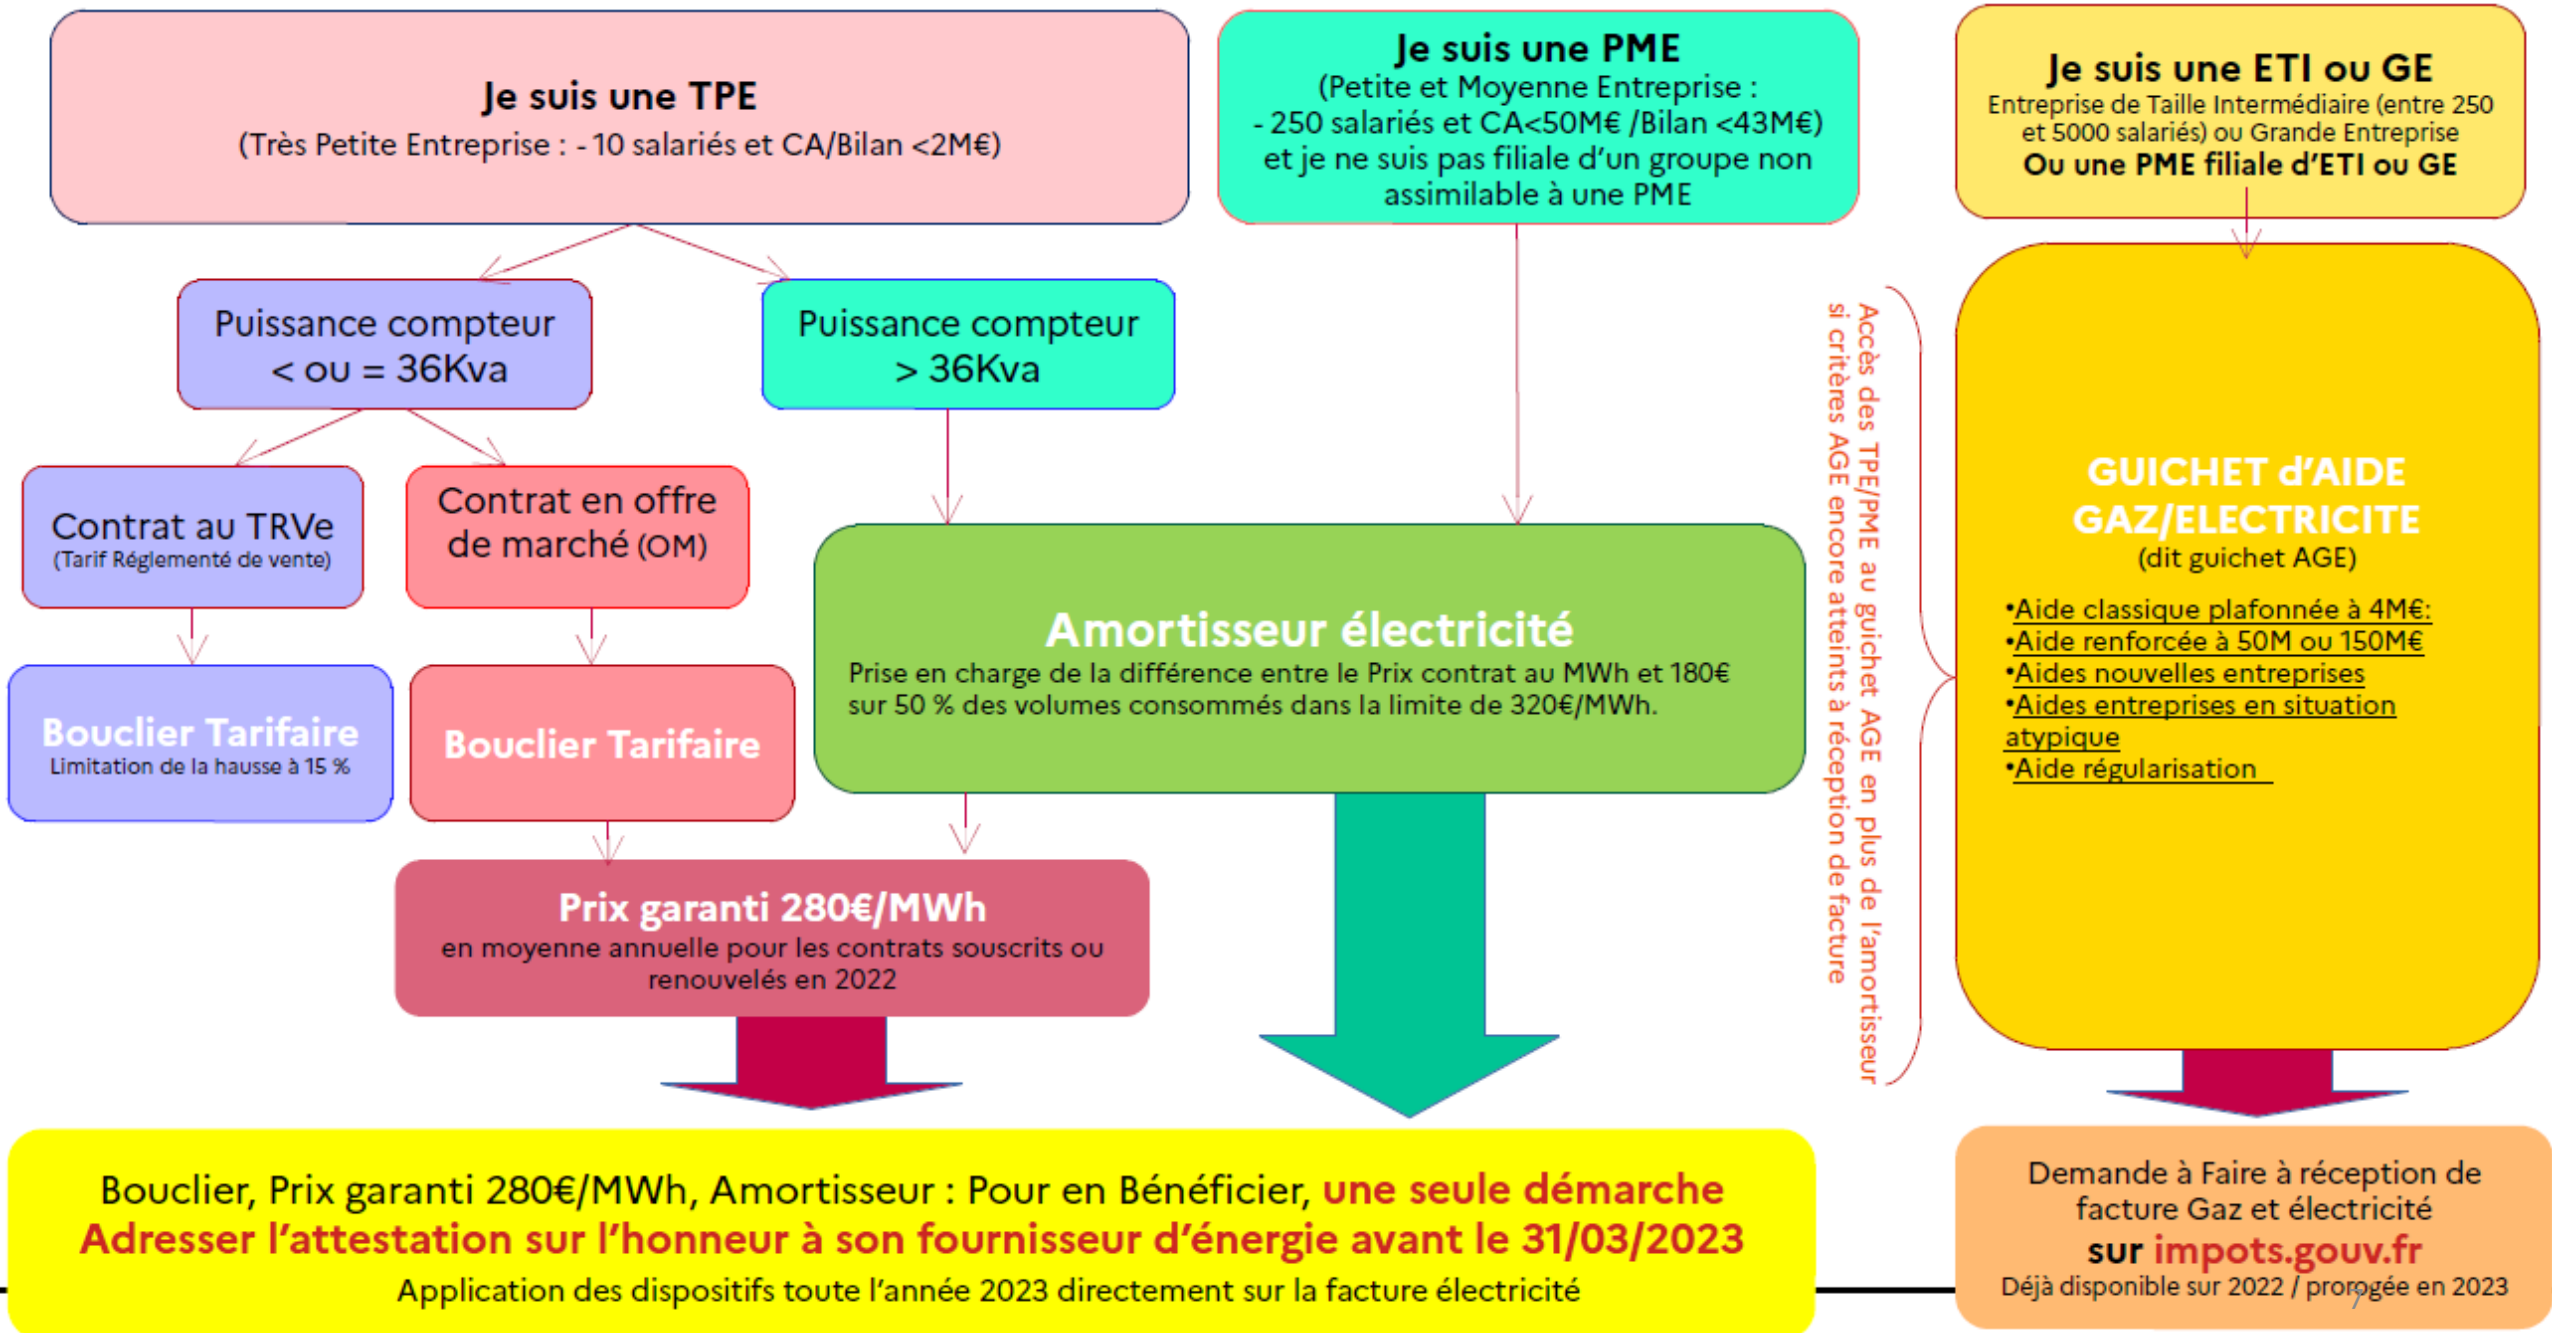 Je suis une TPE
(Très Petite Entreprise : - 10 salariés et CA/Bilan <2M€)
Je suis une PME
(Petite et Moyenne Entreprise :
- 250 salariés et CA<50M€ /Bilan <43M€)
et je ne suis pas filiale d'un groupe non
assimilable à une PME
Je suis une ETI ou GE
Entreprise de Taille Intermédiaire (entre 250
et 5000 salariés) ou Grande Entreprise
Ou une PME filiale d'ETI ou GE
Puissance compteur
< ou = 36Kva
Puissance compteur
> 36Kva
Contrat au TRVe
(Tarif Réglementé de vente)
Contrat en offre
de marché (OM)
Bouclier Tarifaire
Limitation de la hausse à 15 %
Bouclier Tarifaire
Amortisseur électricité
Prise en charge de la différence entre le Prix contrat au MWh et 180€
sur 50 % des volumes consommés dans la limite de 320€/MWh.
Prix garanti 280€/MWh
en moyenne annuelle pour les contrats souscrits ou
renouvelés en 2022
Accès des TPE/PME au guichet AGE en plus de l'amortisseur
si critères AGE encore atteints à réception de facture
GUICHET d'AIDE
GAZ/ELECTRICITE
(dit guichet AGE)
•Aide classique plafonnée à 4M€:
•Aide renforcée à 50M ou 150M€
•Aides nouvelles entreprises
•Aides entreprises en situation
atypique
•Aide régularisation
Bouclier, Prix garanti 280€/MWh, Amortisseur : Pour en Bénéficier, une seule démarche
Adresser l'attestation sur l'honneur à son fournisseur d'énergie avant le 31/03/2023
Application des dispositifs toute l'année 2023 directement sur la facture électricité
Demande à Faire à réception de
facture Gaz et électricité
sur impots.gouv.fr
Déjà disponible sur 2022 / prorogée en 2023
7